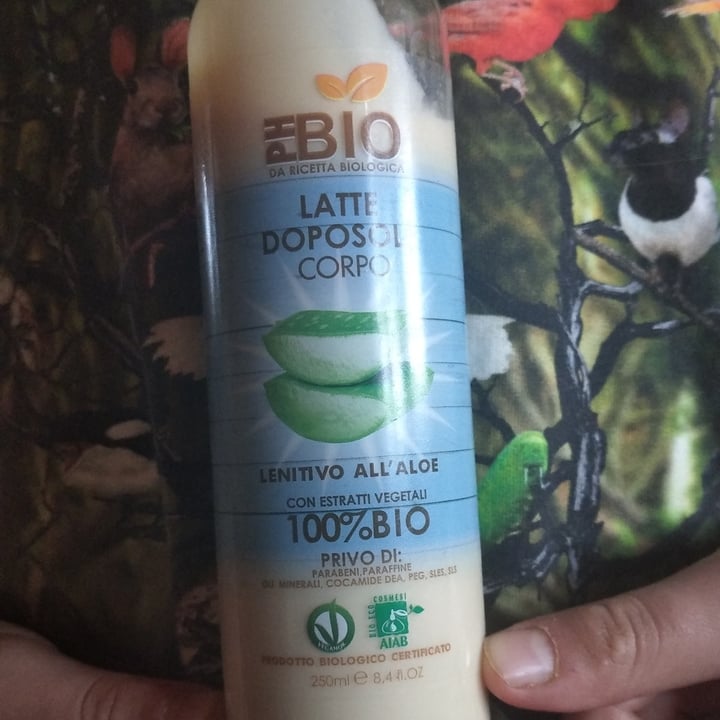 PH BIO
DA RICETTA BIOLOGICA
LATTE
DOPOSOL
CORPO
LENITIVO ALL'ALOE
CON ESTRATTI VEGETALI
100%BIO
PRIVO DI:
PARABENI, PARAFFINE
OLI MINERALI, COCAMIDE DEA, PEG, SLES, SLS
VEGANOK
BIO ECO COSMESI
AIAB
PRODOTTO BIOLOGICO CERTIFICATO
250ml e 8,4 fl.OZ